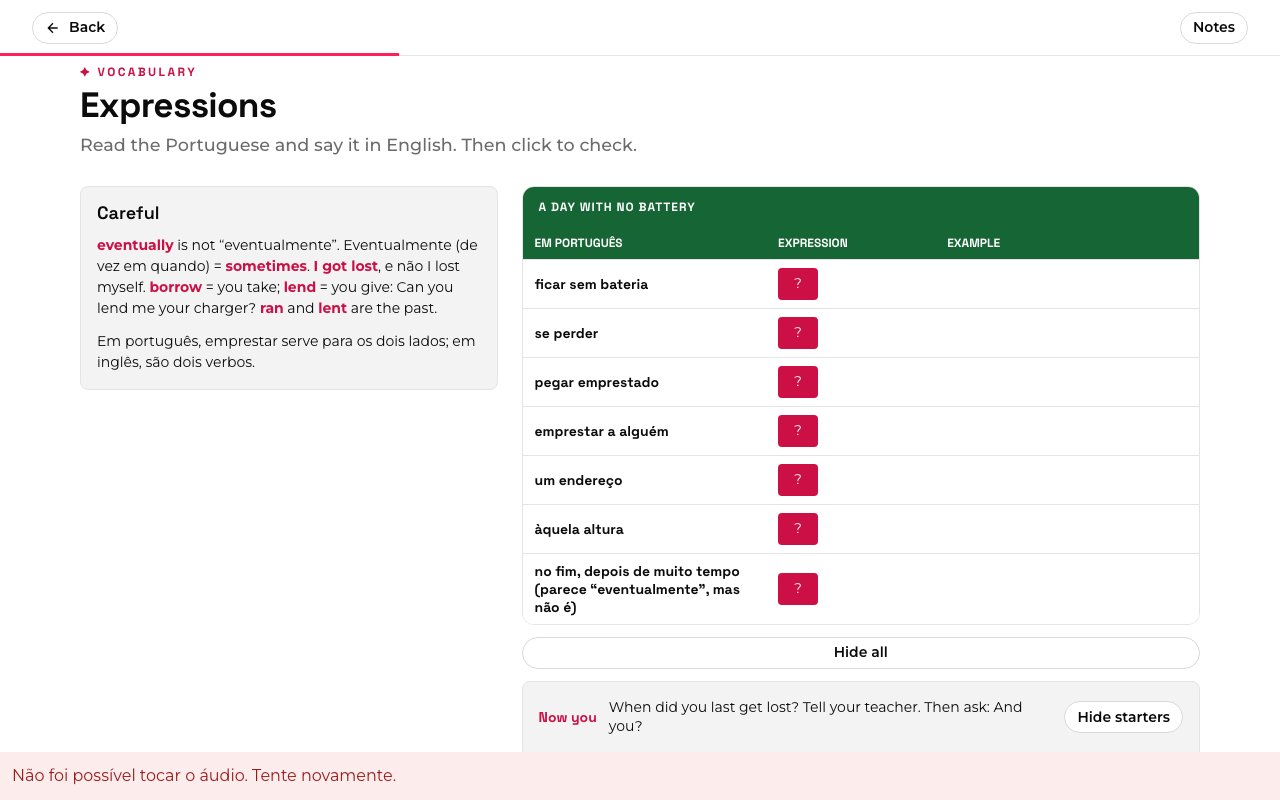 Back
Notes
VOCABULARY
Expressions
Read the Portuguese and say it in English. Then click to check.
Careful
eventually is not “eventualmente”. Eventualmente (de
vez em quando) = sometimes. I got lost, e não I lost
myself. borrow = you take; lend = you give: Can you
lend me your charger? ran and lent are the past.
Em português, emprestar serve para os dois lados; em
inglês, são dois verbos.
A DAY WITH NO BATTERY
EM PORTUGUÊS EXPRESSION EXAMPLE
ficar sem bateria ?
se perder ?
pegar emprestado ?
emprestar a alguém ?
um endereço ?
àquela altura ?
no fim, depois de muito tempo
(parece “eventualmente”, mas ?
não é)
Hide all
Now you
When did you last get lost? Tell your teacher. Then ask: And
you?
Hide starters
Não foi possível tocar o áudio. Tente novamente.